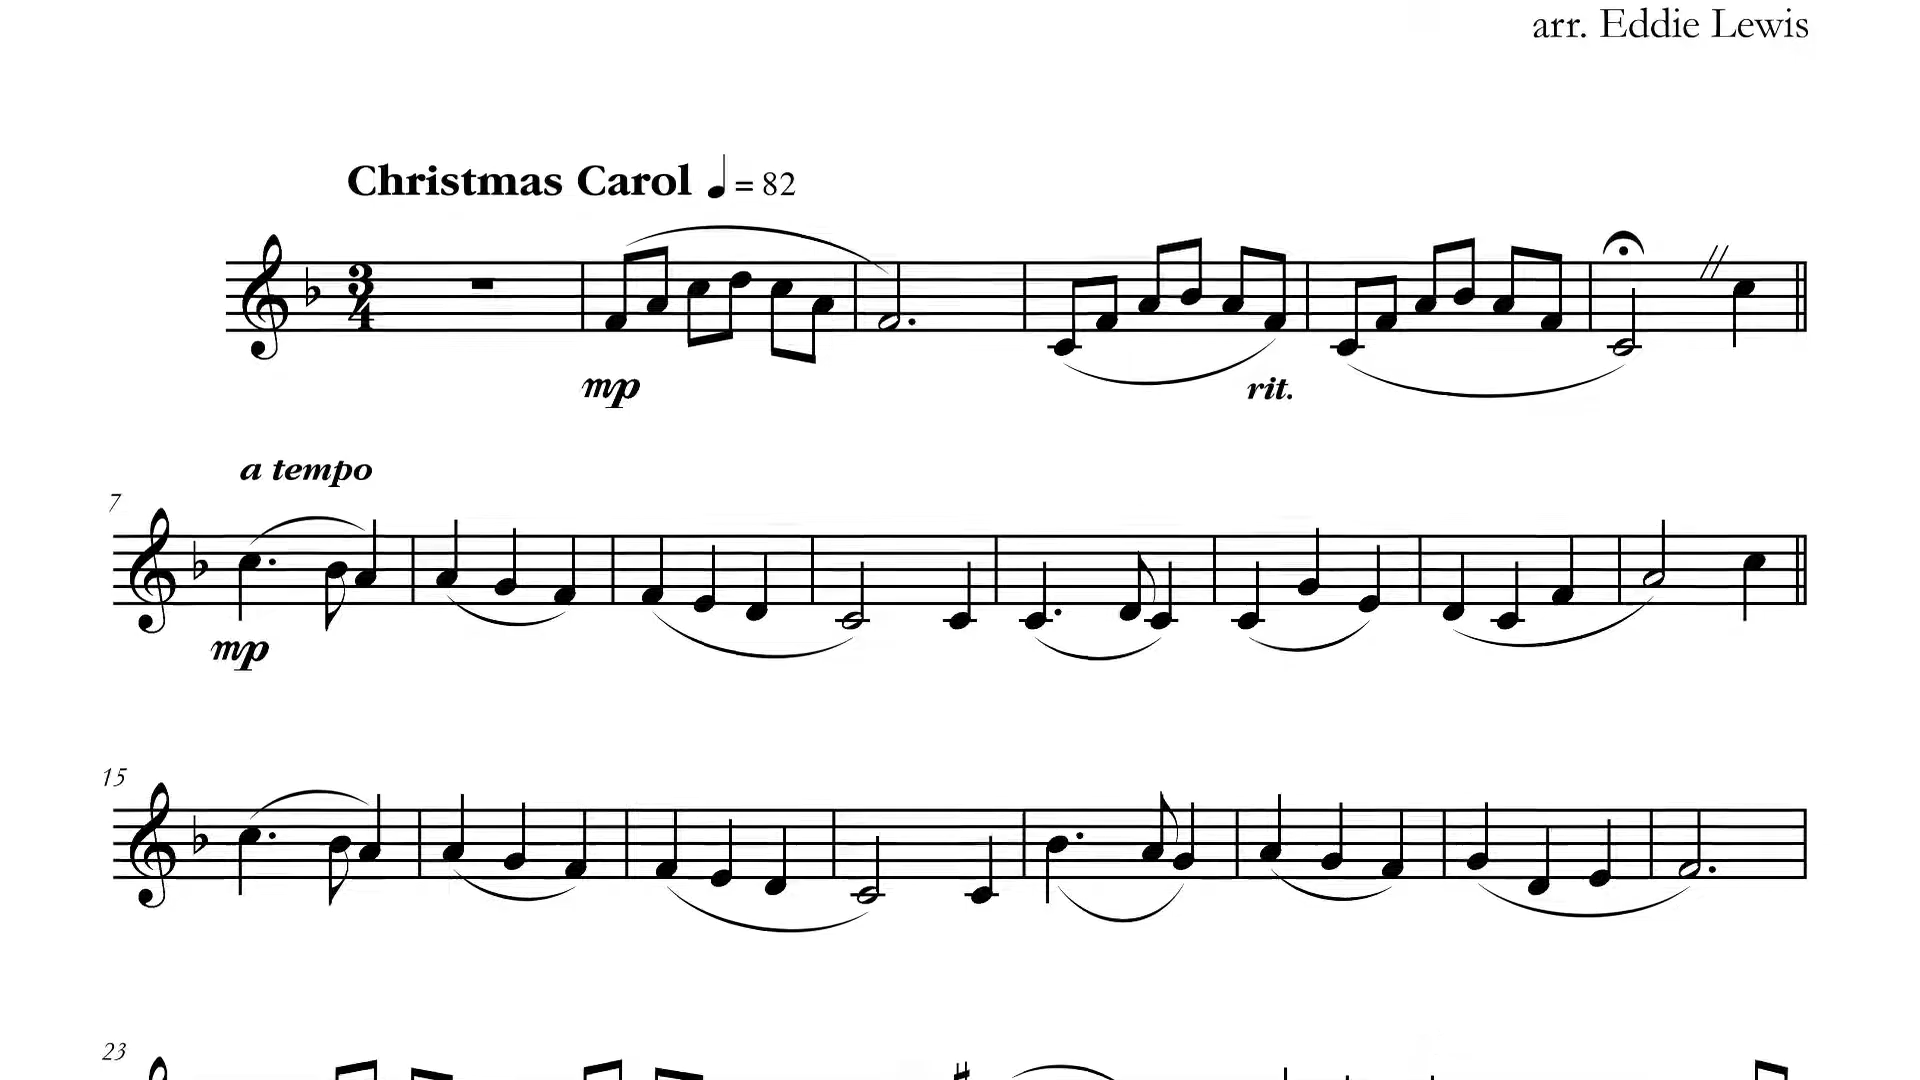 arr. Eddie Lewis
Christmas Carol = 82
3
4
mp
rit.
a tempo
7
mp
15
23